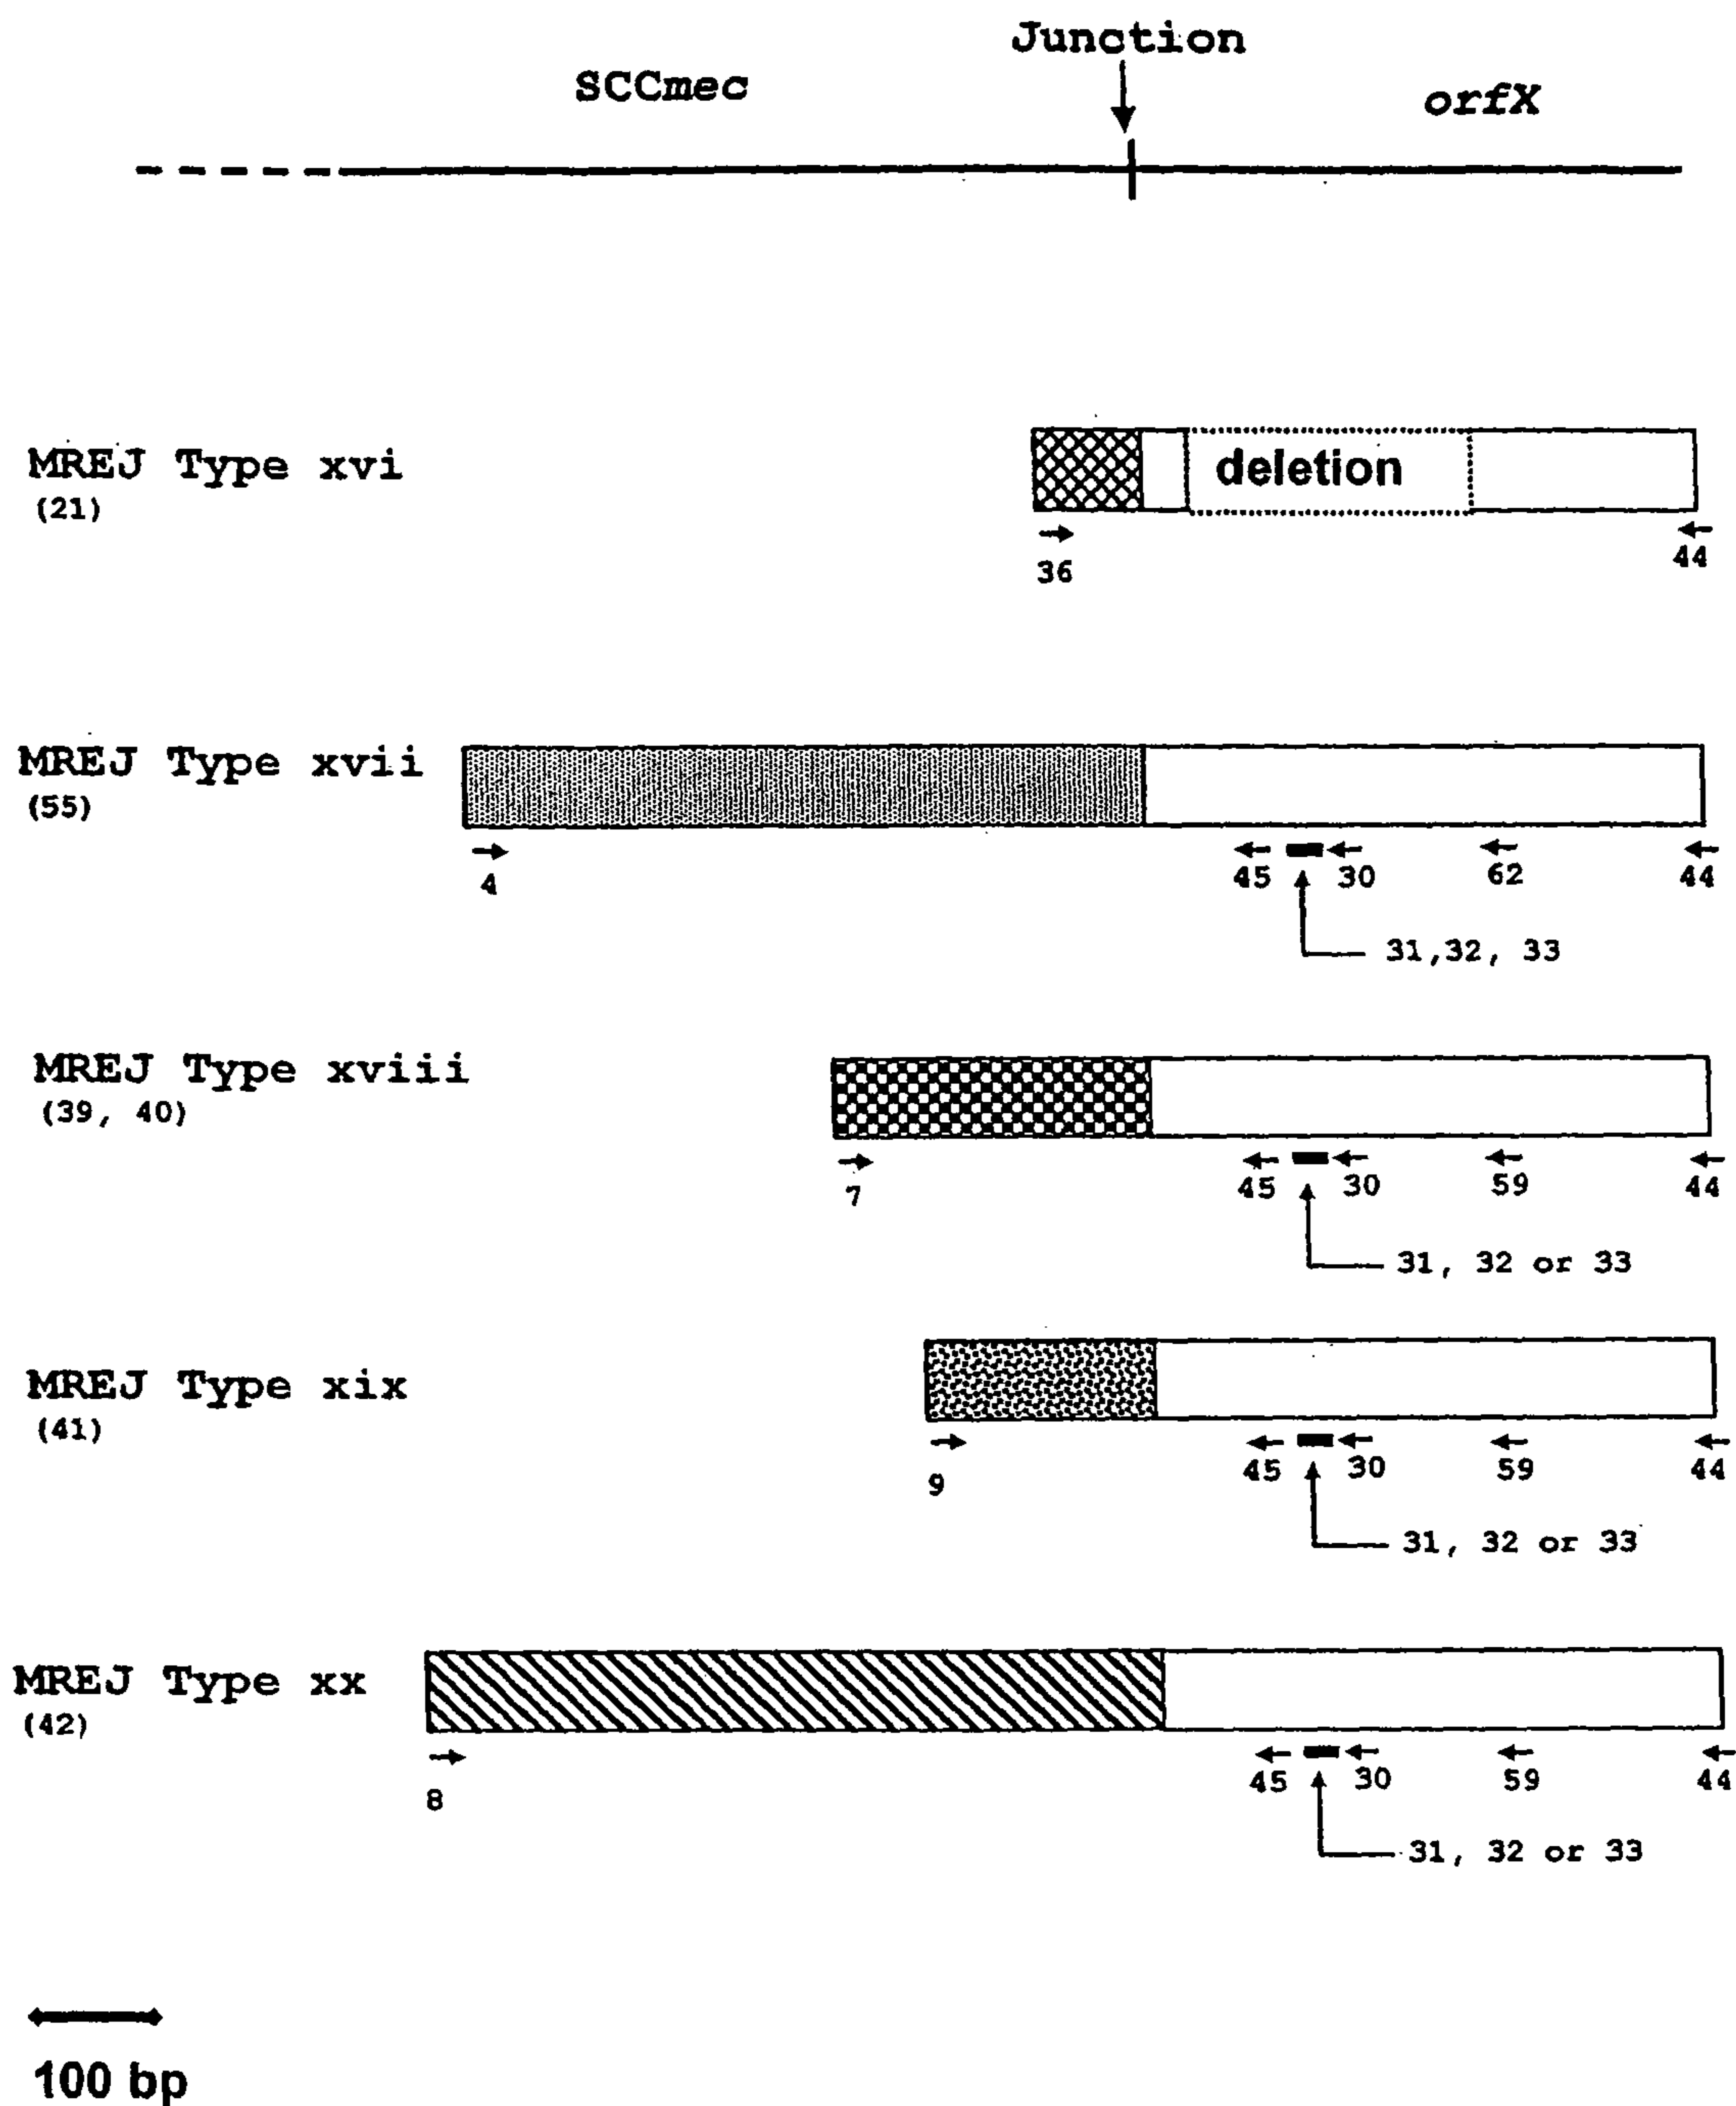 Junction
SCCmec
orfX
MREJ Type xvi
(21)
deletion
36
44
MREJ Type xvii
(55)
4
45
30
62
44
31,32, 33
MREJ Type xviii
(39, 40)
7
45
30
59
44
31, 32 or 33
MREJ Type xix
(41)
9
45
30
59
44
31, 32 or 33
MREJ Type xx
(42)
8
45
30
59
44
31, 32 or 33
100 bp